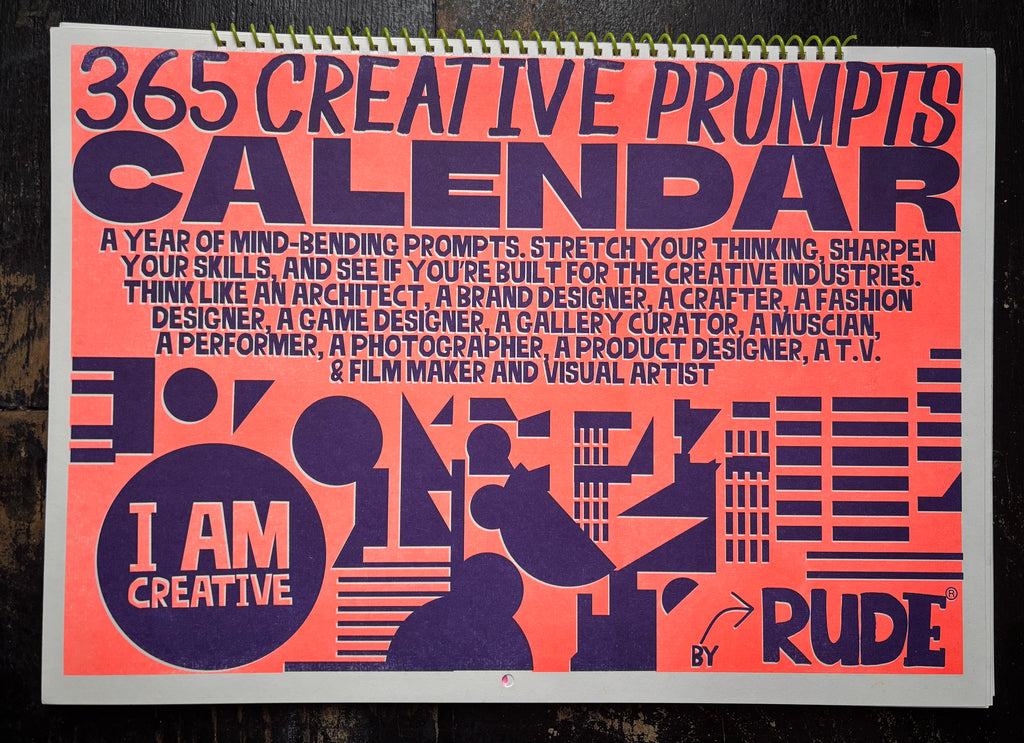 365 CREATIVE PROMPTS
CALENDAR
A YEAR OF MIND-BENDING PROMPTS. STRETCH YOUR THINKING, SHARPEN
YOUR SKILLS, AND SEE IF YOU'RE BUILT FOR THE CREATIVE INDUSTRIES.
THINK LIKE AN ARCHITECT, A BRAND DESIGNER, A CRAFTER, A FASHION
DESIGNER, A GAME DESIGNER, A GALLERY CURATOR, A MUSCIAN,
A PERFORMER, A PHOTOGRAPHER, A PRODUCT DESIGNER, A T.V.
& FILM MAKER AND VISUAL ARTIST
I AM
CREATIVE
BY RUDE®